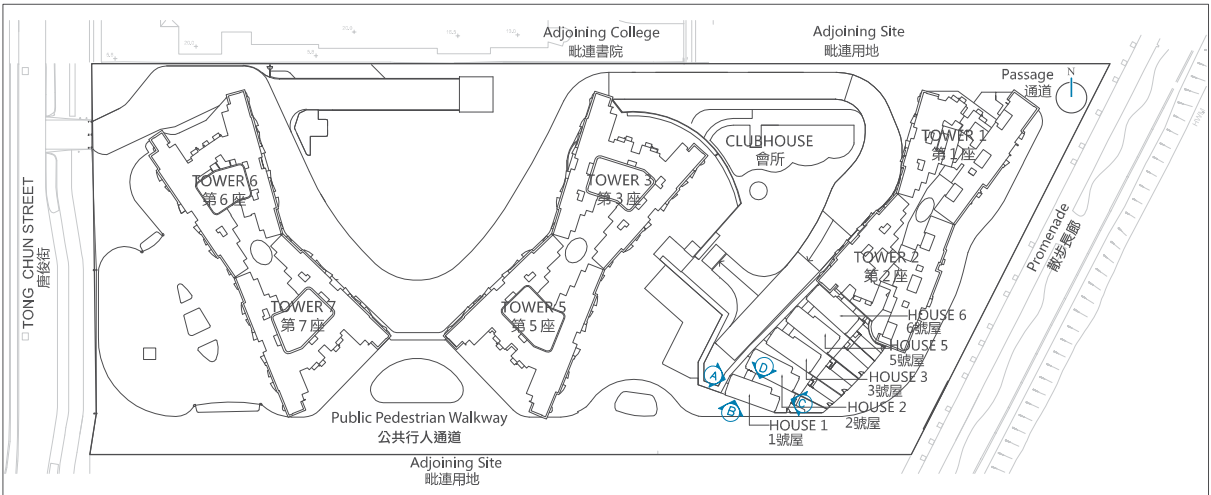 Adjoining College
毗連書院
Adjoining Site
毗連用地
Passage
通道
N
TOWER 1
第1座
CLUBHOUSE
會所
TOWER 6
第6座
TOWER 3
第3座
TONG CHUN STREET
唐俊街
Promenade
散步長廊
HWM
TOWER 2
第2座
TOWER 7
第7座
TOWER 5
第5座
HOUSE 6
6號屋
HOUSE 5
5號屋
HOUSE 3
3號屋
HOUSE 2
2號屋
HOUSE 1
1號屋
A
D
B
C
Public Pedestrian Walkway
公共行人通道
Adjoining Site
毗連用地